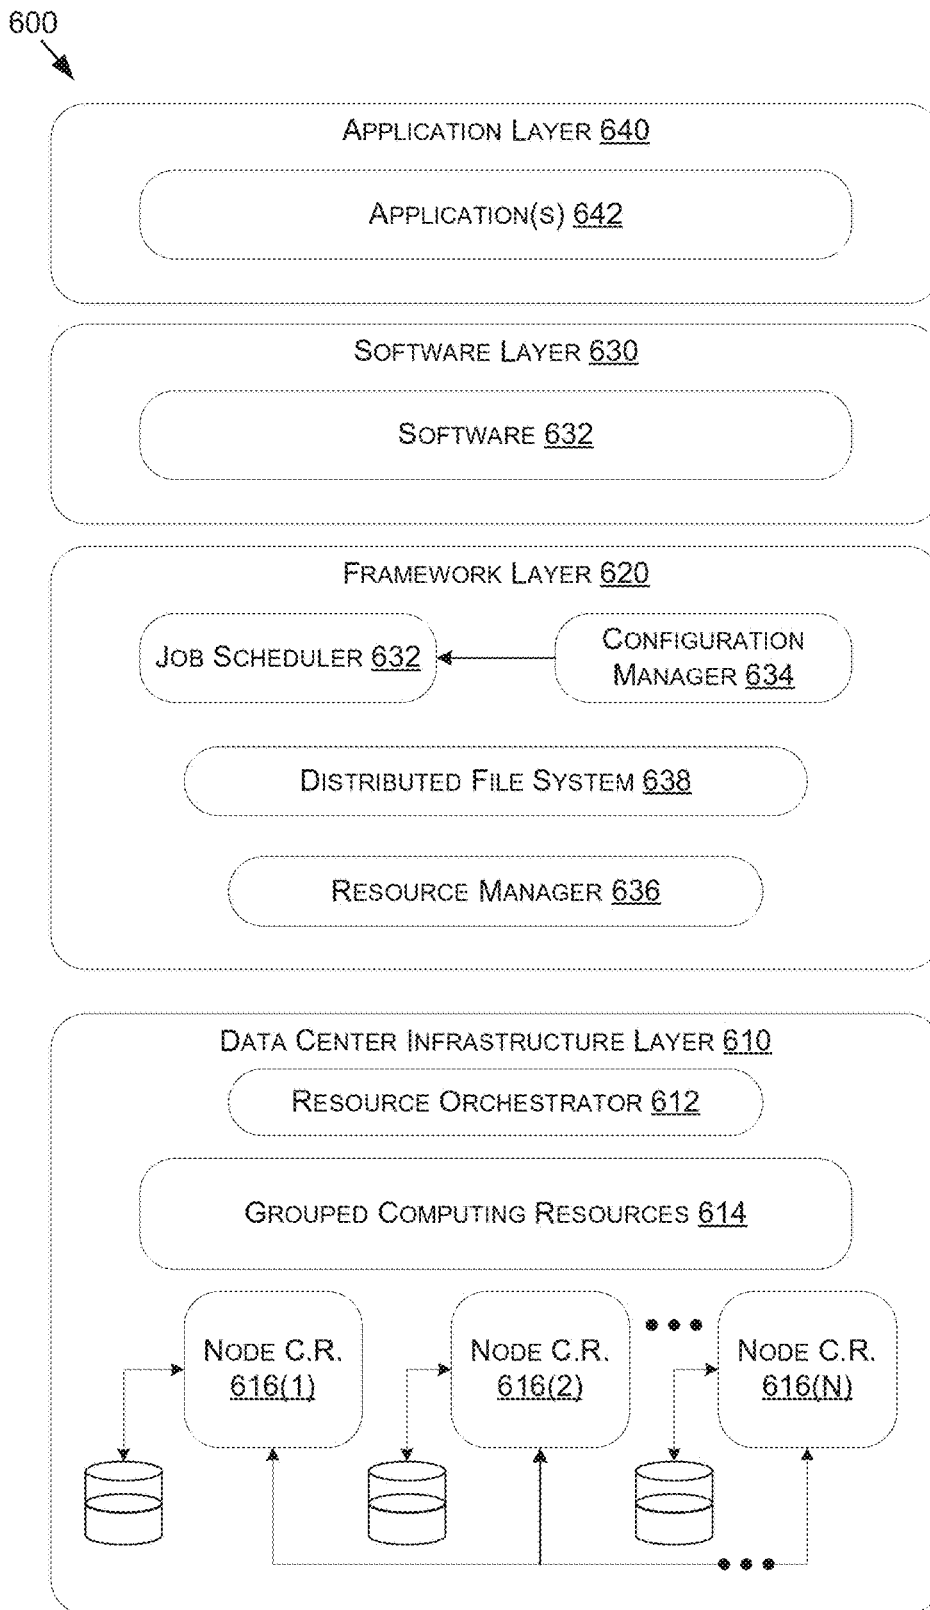 600
APPLICATION LAYER 640
APPLICATION(S) 642
SOFTWARE LAYER 630
SOFTWARE 632
FRAMEWORK LAYER 620
JOB SCHEDULER 632
CONFIGURATION
MANAGER 634
DISTRIBUTED FILE SYSTEM 638
RESOURCE MANAGER 636
DATA CENTER INFRASTRUCTURE LAYER 610
RESOURCE ORCHESTRATOR 612
GROUPED COMPUTING RESOURCES 614
NODE C.R.
616(1)
NODE C.R.
616(2)
NODE C.R.
616(N)